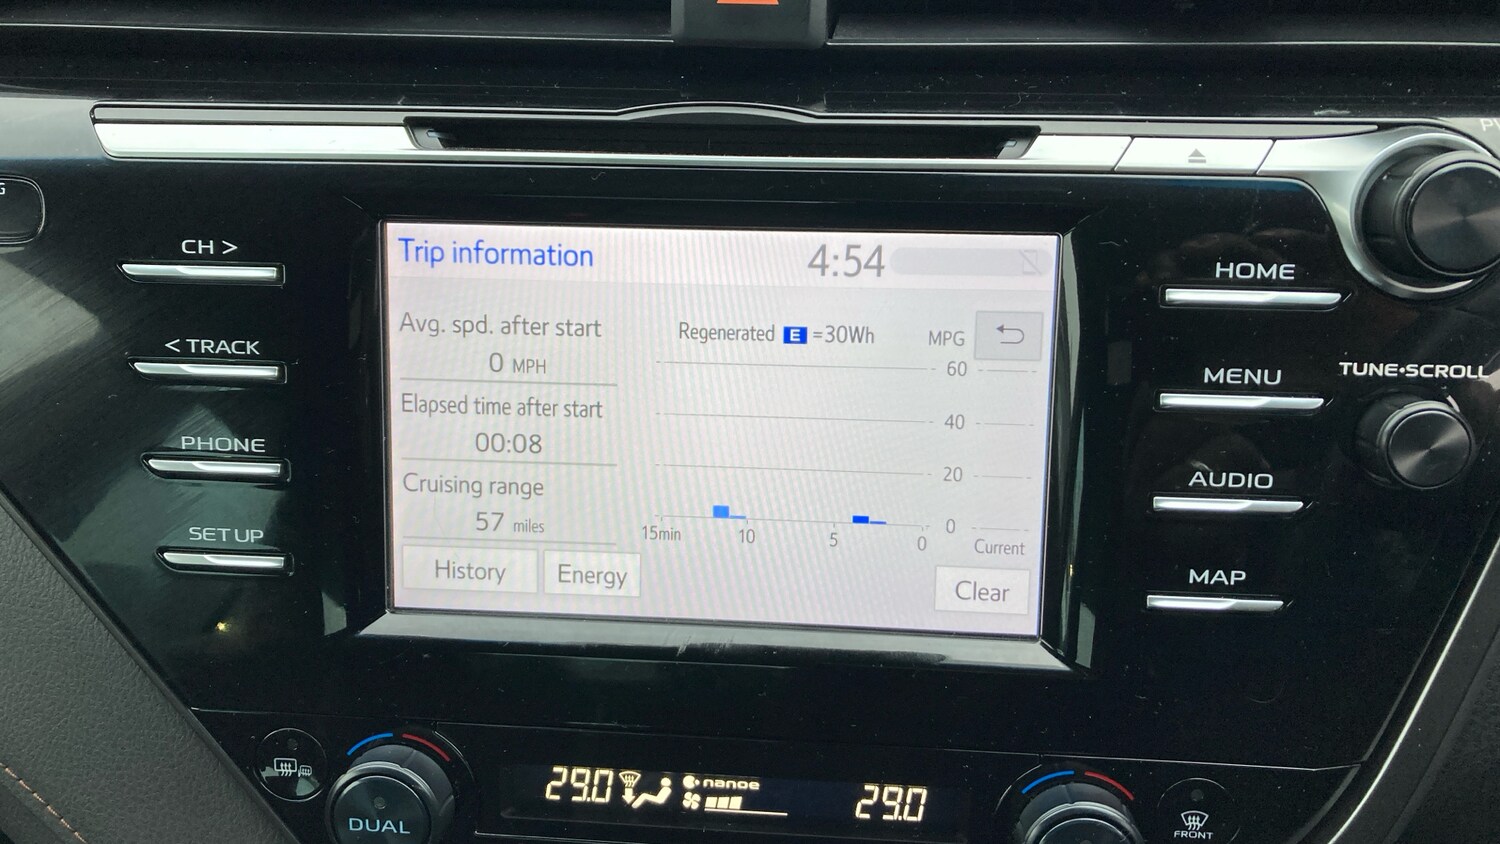 G
PU
CH >
< TRACK
PHONE
SETUP
Trip information
4:54
Avg. spd. after start
0 MPH
Elapsed time after start
00:08
Cruising range
57 miles
History
Energy
Regenerated E =30Wh
MPG
60
40
20
0
15min 10 5 0 Current
Clear
HOME
MENU
AUDIO
MAP
TUNE•SCROLL
DUAL
29.0
nanoe
29.0
FRONT